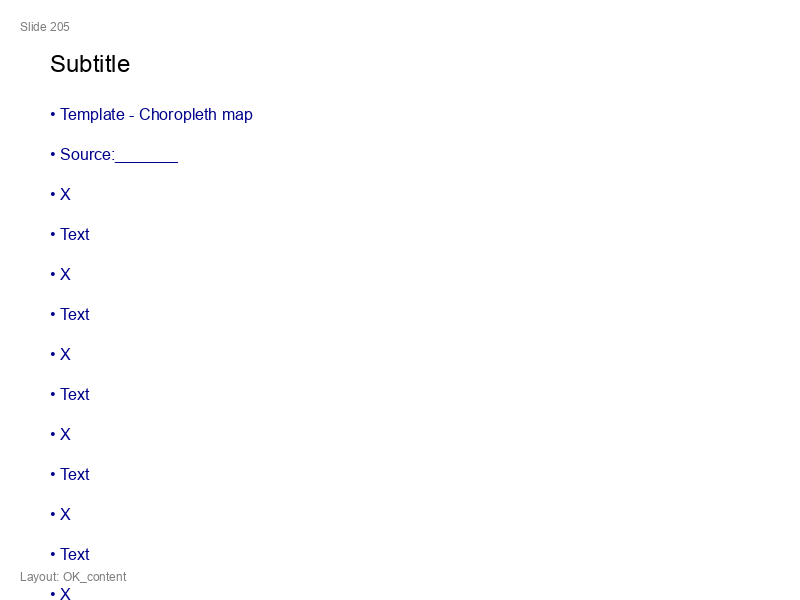 Slide 205
Subtitle
• Template - Choropleth map
• Source:_______
• X
• Text
• X
• Text
• X
• Text
• X
• Text
• X
• Text
Layout: OK_content
• X